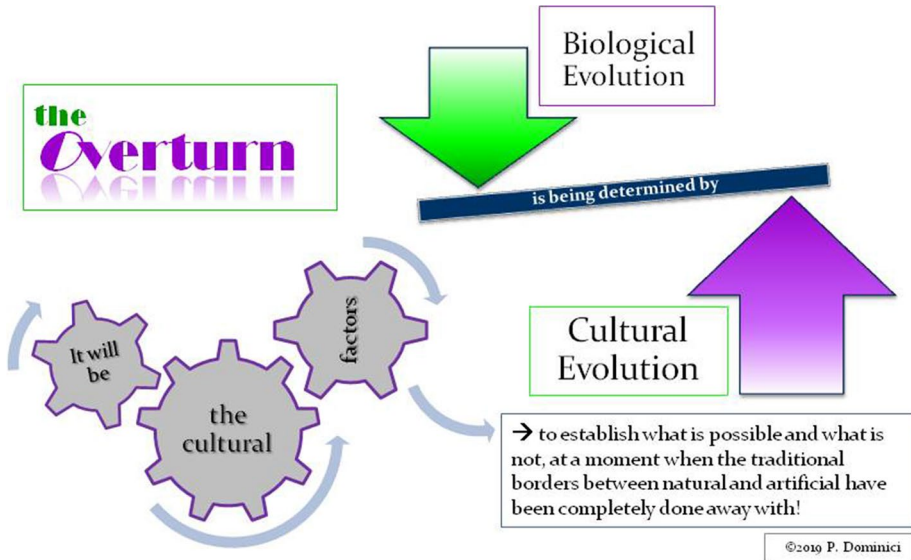 the
Overturn
Biological
Evolution
is being determined by
Cultural
Evolution
It will
be
the
cultural
factors
→ to establish what is possible and what is
not, at a moment when the traditional
borders between natural and artificial have
been completely done away with!
©2019 P. Dominici